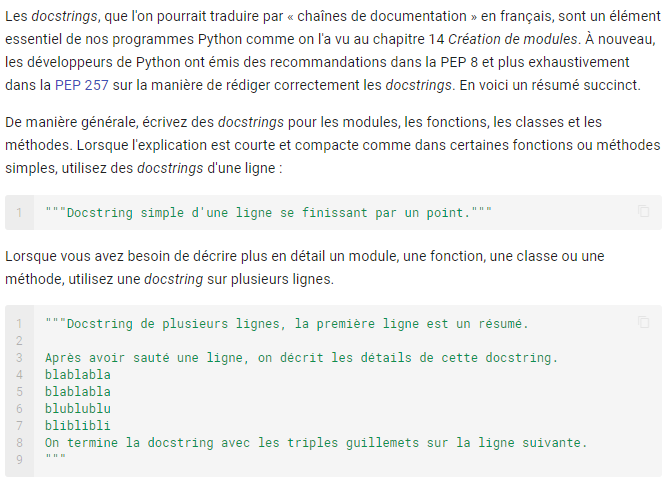 Les docstrings, que l'on pourrait traduire par « chaînes de documentation » en français, sont un élément
essentiel de nos programmes Python comme on l'a vu au chapitre 14 Création de modules. À nouveau,
les développeurs de Python ont émis des recommandations dans la PEP 8 et plus exhaustivement
dans la PEP 257 sur la manière de rédiger correctement les docstrings. En voici un résumé succinct.
De manière générale, écrivez des docstrings pour les modules, les fonctions, les classes et les
méthodes. Lorsque l'explication est courte et compacte comme dans certaines fonctions ou méthodes
simples, utilisez des docstrings d'une ligne :
1 """Docstring simple d'une ligne se finissant par un point."""
Lorsque vous avez besoin de décrire plus en détail un module, une fonction, une classe ou une
méthode, utilisez une docstring sur plusieurs lignes.
1 """Docstring de plusieurs lignes, la première ligne est un résumé.
2
3 Après avoir sauté une ligne, on décrit les détails de cette docstring.
4 blablabla
5 blablabla
6 blublublu
7 bliblibli
8 On termine la docstring avec les triples guillemets sur la ligne suivante.
9 """